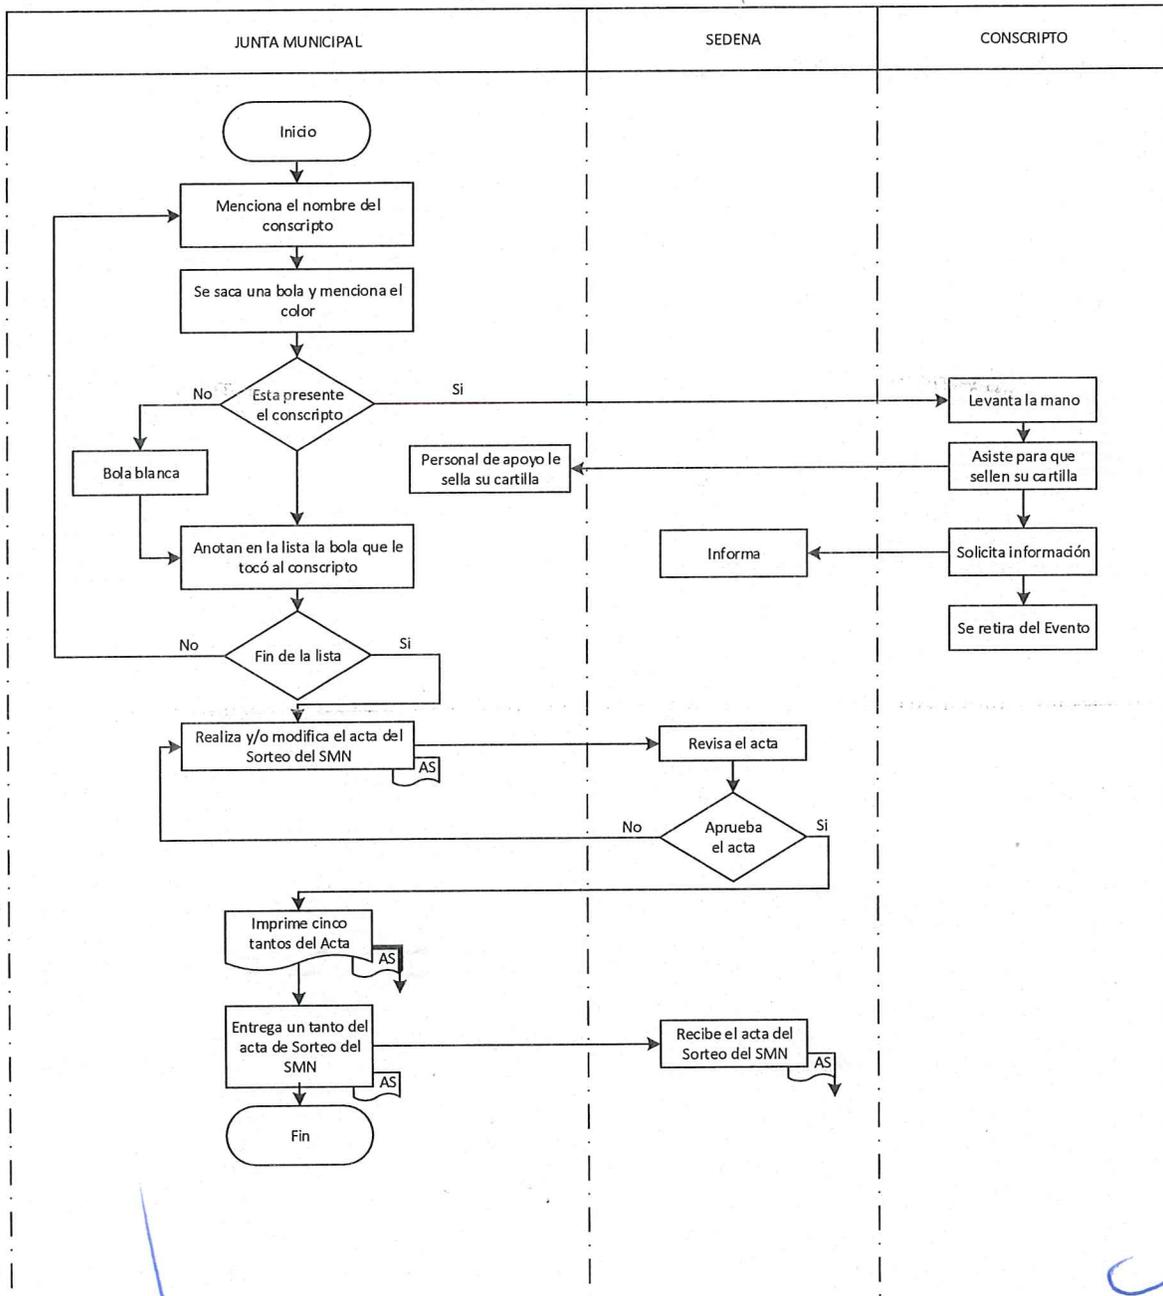 JUNTA MUNICIPAL
SEDENA
CONSCRIPTO
Inicio
Menciona el nombre del
conscripto
Se saca una bola y menciona el
color
No
Esta presente
el conscripto
Si
Levanta la mano
Bola blanca
Personal de apoyo le
sella su cartilla
Asiste para que
sellen su cartilla
Anotan en la lista la bola que le
tocó al conscripto
Informa
Solicita información
No
Fin de la lista
Si
Se retira del Evento
Realiza y/o modifica el acta del
Sorteo del SMN
AS
Revisa el acta
No
Aprueba
el acta
Si
Imprime cinco
tantos del Acta
AS
Entrega un tanto del
acta de Sorteo del
SMN
AS
Recibe el acta del
Sorteo del SMN
AS
Fin